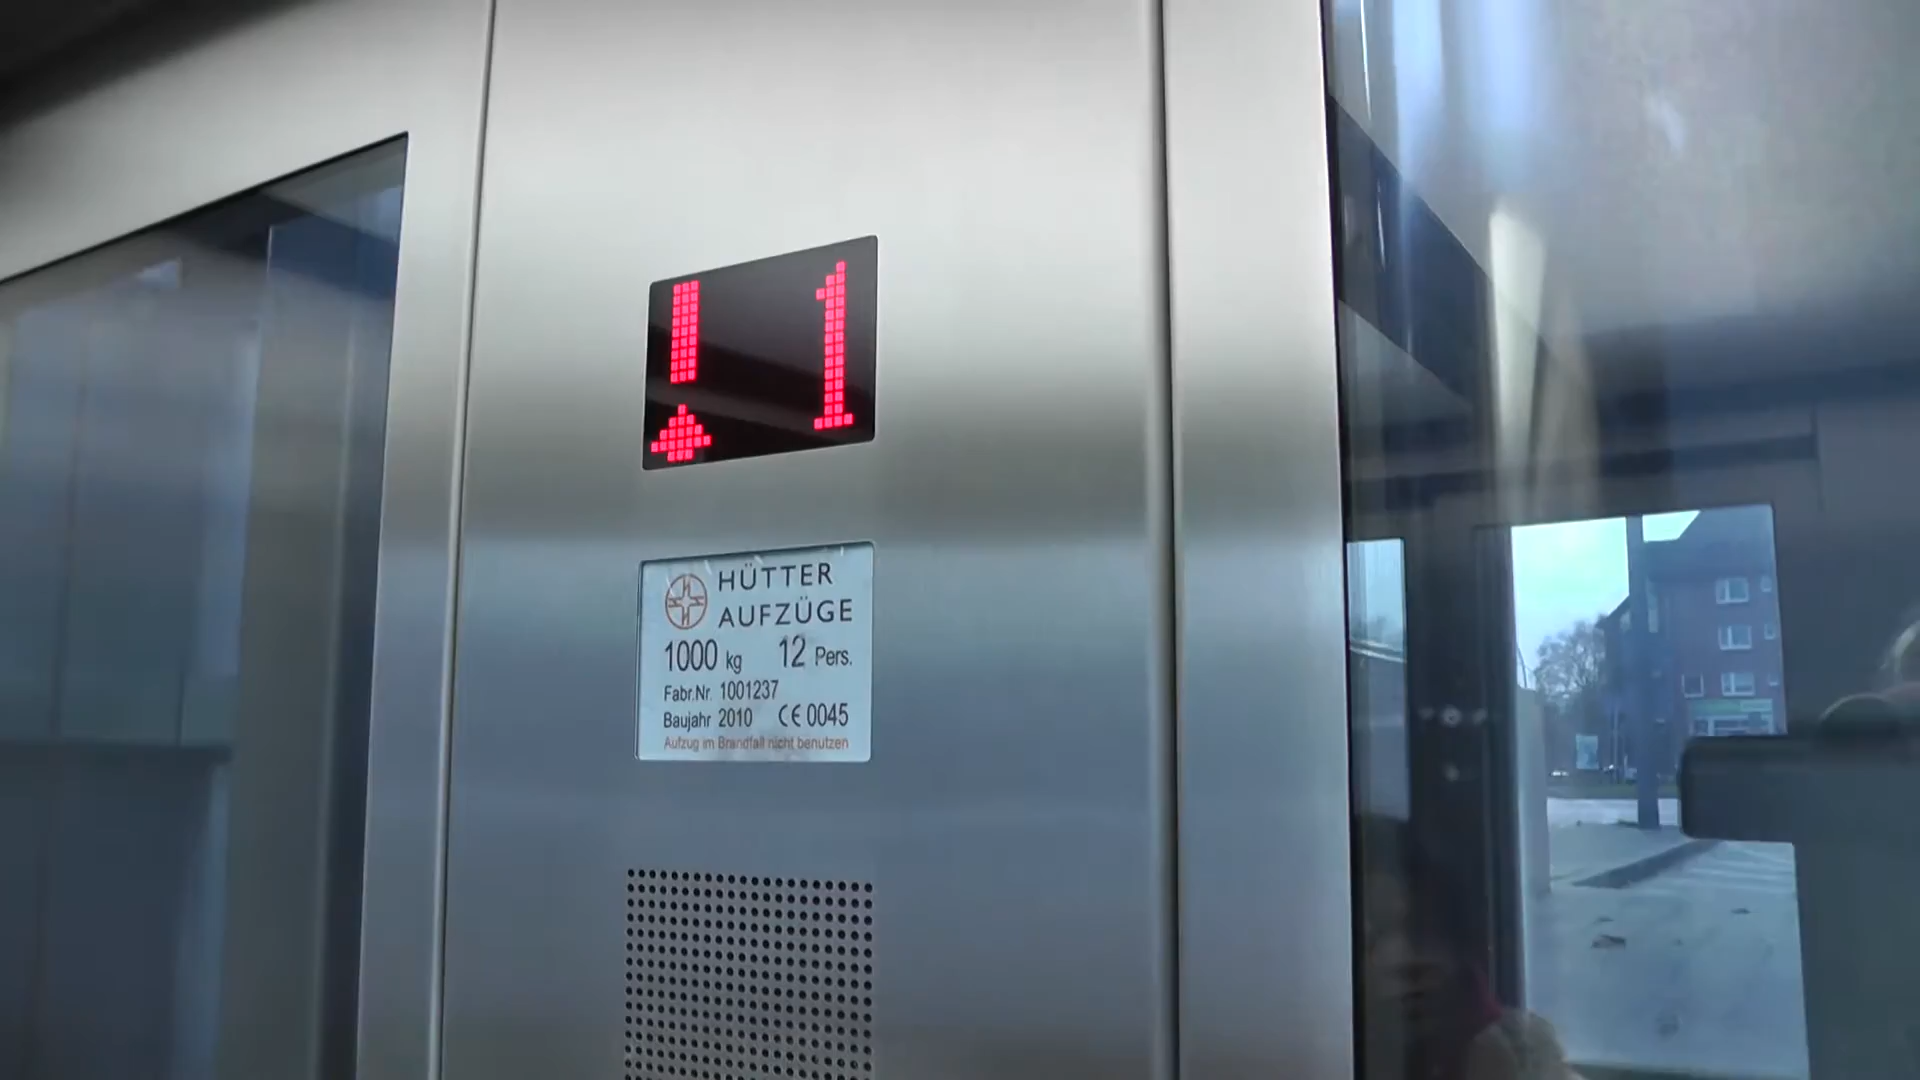 1
HÜTTER
AUFZÜGE
1000 kg 12 Pers.
Fabr.Nr. 1001237
Baujahr 2010 CE 0045
Aufzug im Brandfall nicht benutzen